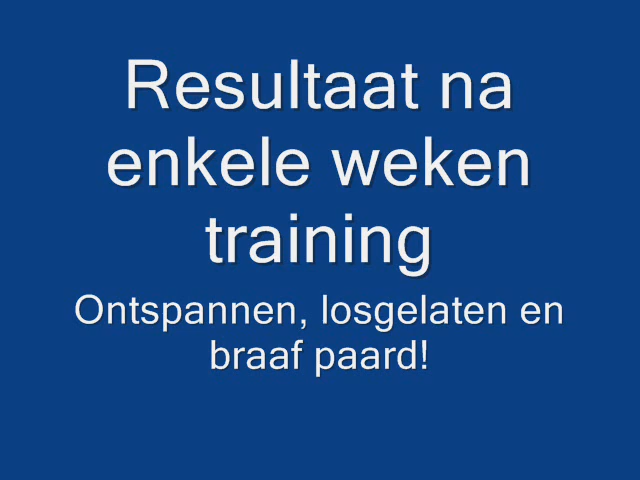 Resultaat na
enkele weken
training
Ontspannen, losgelaten en
braaf paard!